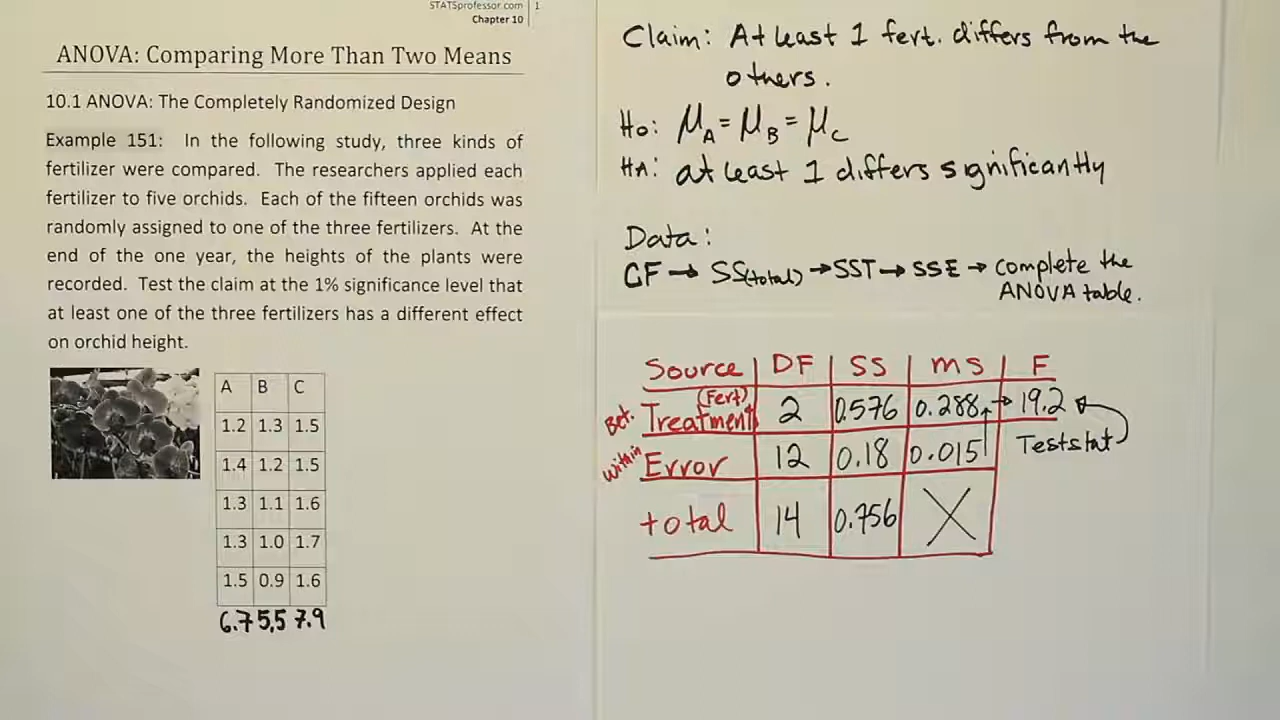 STATSprofessor.com 1
Chapter 10
ANOVA: Comparing More Than Two Means
10.1 ANOVA: The Completely Randomized Design
Example 151: In the following study, three kinds of
fertilizer were compared. The researchers applied each
fertilizer to five orchids. Each of the fifteen orchids was
randomly assigned to one of the three fertilizers. At the
end of the one year, the heights of the plants were
recorded. Test the claim at the 1% significance level that
at least one of the three fertilizers has a different effect
on orchid height.
A B C
1.2 1.3 1.5
1.4 1.2 1.5
1.3 1.1 1.6
1.3 1.0 1.7
1.5 0.9 1.6
6.7 5.5 7.9
Claim: At least 1 fert. differs from the
others.
Ho: μA = μB = μC
HA: at least 1 differs significantly
Data:
CF → SS(total) → SST → SSE → complete the
ANOVA table.
Source DF SS MS F
Bet. Treatment (Fert) 2 0.576 0.288 → 19.2
Test stat
within Error 12 0.18 0.015
total 14 0.756 X